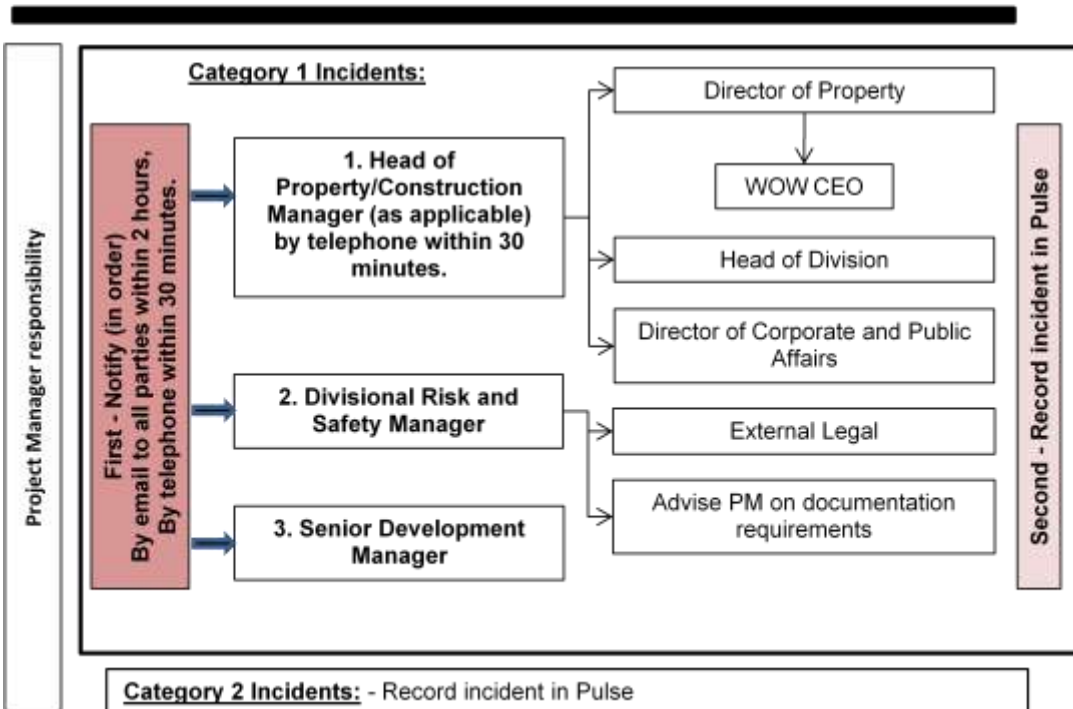 Project Manager responsibility
Category 1 Incidents:
First - Notify (in order)
By email to all parties within 2 hours,
By telephone within 30 minutes.
1. Head of
Property/Construction
Manager (as applicable)
by telephone within 30
minutes.
2. Divisional Risk and
Safety Manager
3. Senior Development
Manager
Director of Property
WOW CEO
Head of Division
Director of Corporate and Public
Affairs
External Legal
Advise PM on documentation
requirements
Second - Record incident in Pulse
Category 2 Incidents: - Record incident in Pulse